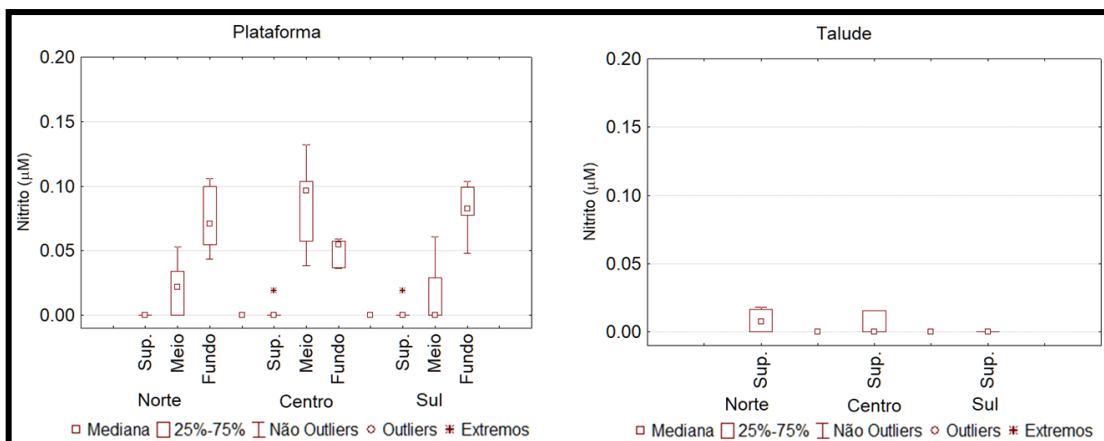 Plataforma
Nitrito (µM)
0.20
0.15
0.10
0.05
0.00
Sup. Meio Fundo Sup. Meio Fundo Sup. Meio Fundo
Norte Centro Sul
Mediana 25%-75% Não Outliers Outliers Extremos
Talude
Nitrito (µM)
0.20
0.15
0.10
0.05
0.00
Sup. Sup. Sup.
Norte Centro Sul
Mediana 25%-75% Não Outliers Outliers Extremos